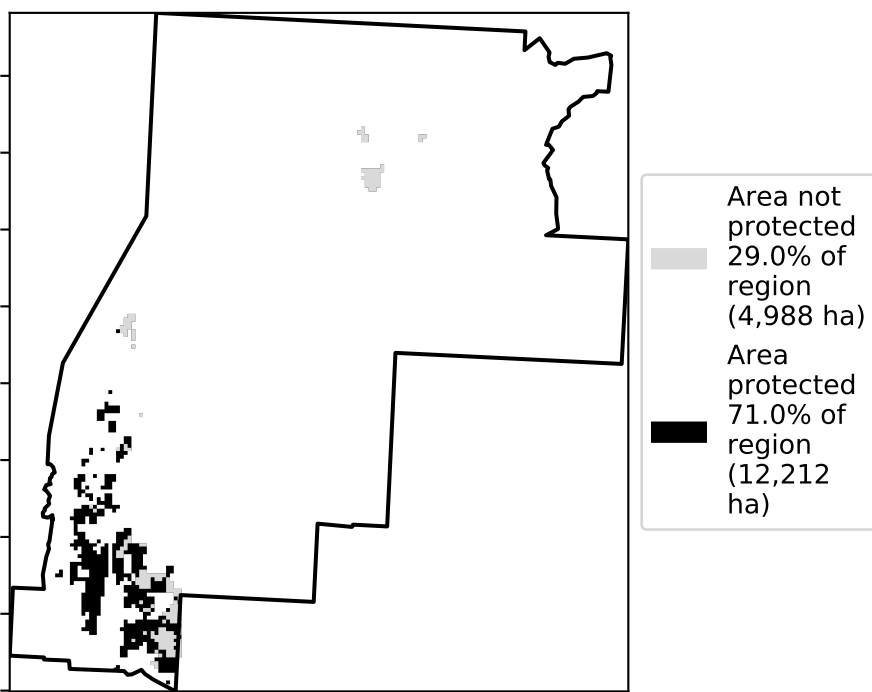 Area not
protected
29.0% of
region
(4,988 ha)
Area
protected
71.0% of
region
(12,212
ha)